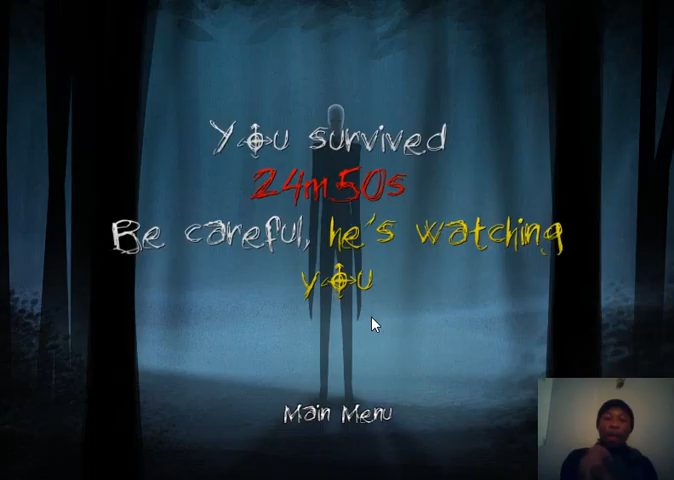 You survived
24m50s
Be careful, he's watching
you
Main Menu